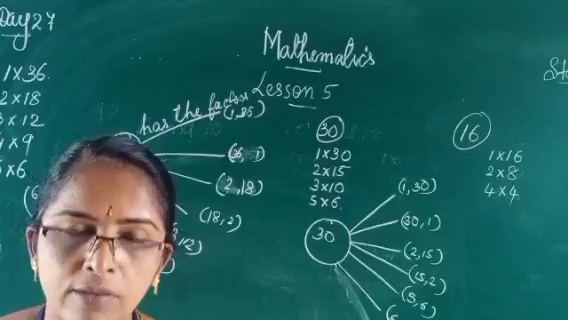 Day 27
Mathematics
Lesson 5
1X36
2X18
3X12
4X9
6X6
has the factors
(1,36)
(36, 1)
(2,18)
(18,2)
30
1X30
2X15
3X10
5X6
30
(1,30)
(30,1)
(2,15)
(15,2)
(5,6)
16
1X16
2X8
4X4